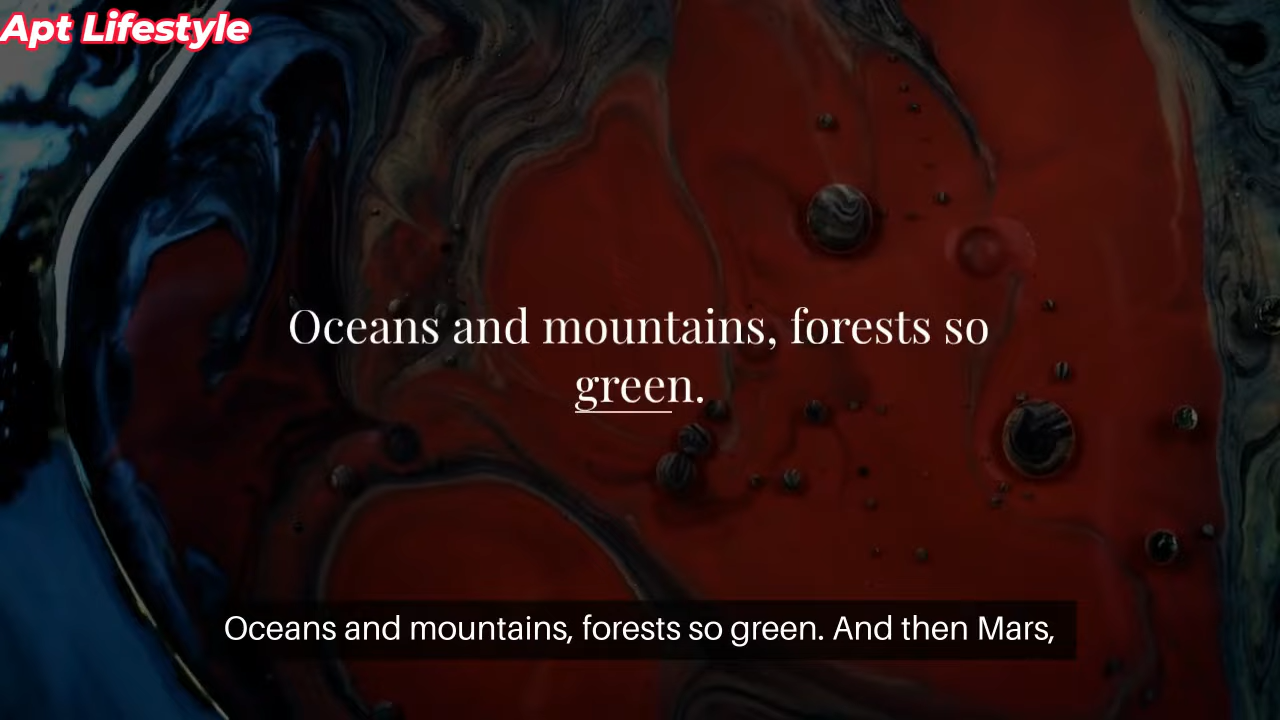 Apt Lifestyle
Oceans and mountains, forests so
green.
Oceans and mountains, forests so green. And then Mars,